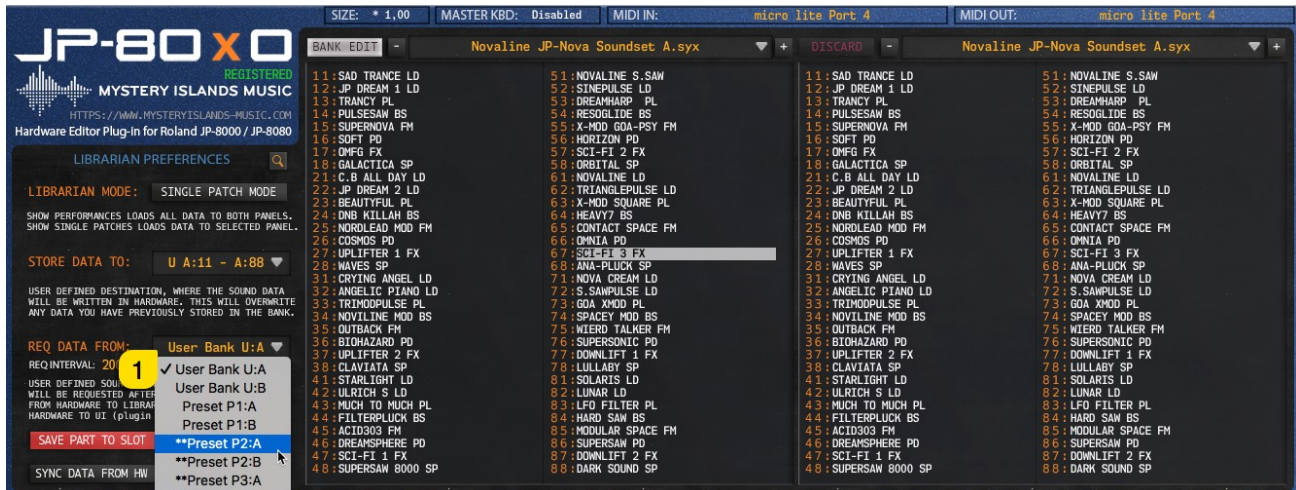 SIZE: * 1,00 MASTER KBD: Disabled MIDI IN: micro lite Port 4 MIDI OUT: micro lite Port 4
JP-80X0
REGISTERED
MYSTERY ISLANDS MUSIC
HTTPS://WWW.MYSTERYISLANDS-MUSIC.COM
Hardware Editor Plug-in for Roland JP-8000 / JP-8080
LIBRARIAN PREFERENCES
LIBRARIAN MODE: SINGLE PATCH MODE
SHOW PERFORMANCES LOADS ALL DATA TO BOTH PANELS.
SHOW SINGLE PATCHES LOADS DATA TO SELECTED PANEL.
STORE DATA TO: U A:11 - A:88
USER DEFINED DESTINATION, WHERE THE SOUND DATA
WILL BE WRITTEN IN HARDWARE. THIS WILL OVERWRITE
ANY DATA YOU HAVE PREVIOUSLY STORED IN THE BANK.
REQ DATA FROM: User Bank U:A
REQ INTERVAL: 20
1
USER DEFINED
WILL BE REQUESTED
FROM HARDWARE TO
HARDWARE TO UI (plugin
SAVE PART TO SLOT
SYNC DATA FROM HW
✓ User Bank U:A
User Bank U:B
Preset P1:A
Preset P1:B
**Preset P2:A
**Preset P2:B
**Preset P3:A
BANK EDIT - Novaline JP-Nova Soundset A.syx +
11:SAD TRANCE LD
12:JP DREAM 1 LD
13:TRANCY PL
14:PULSESAW BS
15:SUPERNOVA FM
16:SOFT PD
17:OMFG FX
18:GALACTICA SP
21:C.B ALL DAY LD
22:JP DREAM 2 LD
23:BEAUTYFUL PL
24:DNB KILLAH BS
25:NORDLEAD MOD FM
26:COSMOS PD
27:UPLIFTER 1 FX
28:WAVES SP
31:CRYING ANGEL LD
32:ANGELIC PIANO LD
33:TRIMODPULSE PL
34:NOVILINE MOD BS
35:OUTBACK FM
36:BIOHAZARD PD
37:UPLIFTER 2 FX
38:CLAVIATA SP
41:STARLIGHT LD
42:ULRICH S LD
43:MUCH TO MUCH PL
44:FILTERPLUCK BS
45:ACID303 FM
46:DREAMSPHERE PD
47:SCI-FI 1 FX
48:SUPERSAW 8000 SP
51:NOVALINE S.SAW
52:SINEPULSE LD
53:DREAMHARP PL
54:RESOGLIDE BS
55:X-MOD GOA-PSY FM
56:HORIZON PD
57:SCI-FI 2 FX
58:ORBITAL SP
61:NOVALINE LD
62:TRIANGLEPULSE LD
63:X-MOD SQUARE PL
64:HEAVY7 BS
65:CONTACT SPACE FM
66:OMNIA PD
67:SCI-FI 3 FX
68:ANA-PLUCK SP
71:NOVA CREAM LD
72:S.SAWPULSE LD
73:GOA XMOD PL
74:SPACEY MOD BS
75:WIERD TALKER FM
76:SUPERSONIC PD
77:DOWNLIFT 1 FX
78:LULLABY SP
81:SOLARIS LD
82:LUNAR LD
83:LFO FILTER PL
84:HARD SAW BS
85:MODULAR SPACE FM
86:SUPERSAW PD
87:DOWNLIFT 2 FX
88:DARK SOUND SP
DISCARD - Novaline JP-Nova Soundset A.syx +
11:SAD TRANCE LD
12:JP DREAM 1 LD
13:TRANCY PL
14:PULSESAW BS
15:SUPERNOVA FM
16:SOFT PD
17:OMFG FX
18:GALACTICA SP
21:C.B ALL DAY LD
22:JP DREAM 2 LD
23:BEAUTYFUL PL
24:DNB KILLAH BS
25:NORDLEAD MOD FM
26:COSMOS PD
27:UPLIFTER 1 FX
28:WAVES SP
31:CRYING ANGEL LD
32:ANGELIC PIANO LD
33:TRIMODPULSE PL
34:NOVILINE MOD BS
35:OUTBACK FM
36:BIOHAZARD PD
37:UPLIFTER 2 FX
38:CLAVIATA SP
41:STARLIGHT LD
42:ULRICH S LD
43:MUCH TO MUCH PL
44:FILTERPLUCK BS
45:ACID303 FM
46:DREAMSPHERE PD
47:SCI-FI 1 FX
48:SUPERSAW 8000 SP
51:NOVALINE S.SAW
52:SINEPULSE LD
53:DREAMHARP PL
54:RESOGLIDE BS
55:X-MOD GOA-PSY FM
56:HORIZON PD
57:SCI-FI 2 FX
58:ORBITAL SP
61:NOVALINE LD
62:TRIANGLEPULSE LD
63:X-MOD SQUARE PL
64:HEAVY7 BS
65:CONTACT SPACE FM
66:OMNIA PD
67:SCI-FI 3 FX
68:ANA-PLUCK SP
71:NOVA CREAM LD
72:S.SAWPULSE LD
73:GOA XMOD PL
74:SPACEY MOD BS
75:WIERD TALKER FM
76:SUPERSONIC PD
77:DOWNLIFT 1 FX
78:LULLABY SP
81:SOLARIS LD
82:LUNAR LD
83:LFO FILTER PL
84:HARD SAW BS
85:MODULAR SPACE FM
86:SUPERSAW PD
87:DOWNLIFT 2 FX
88:DARK SOUND SP